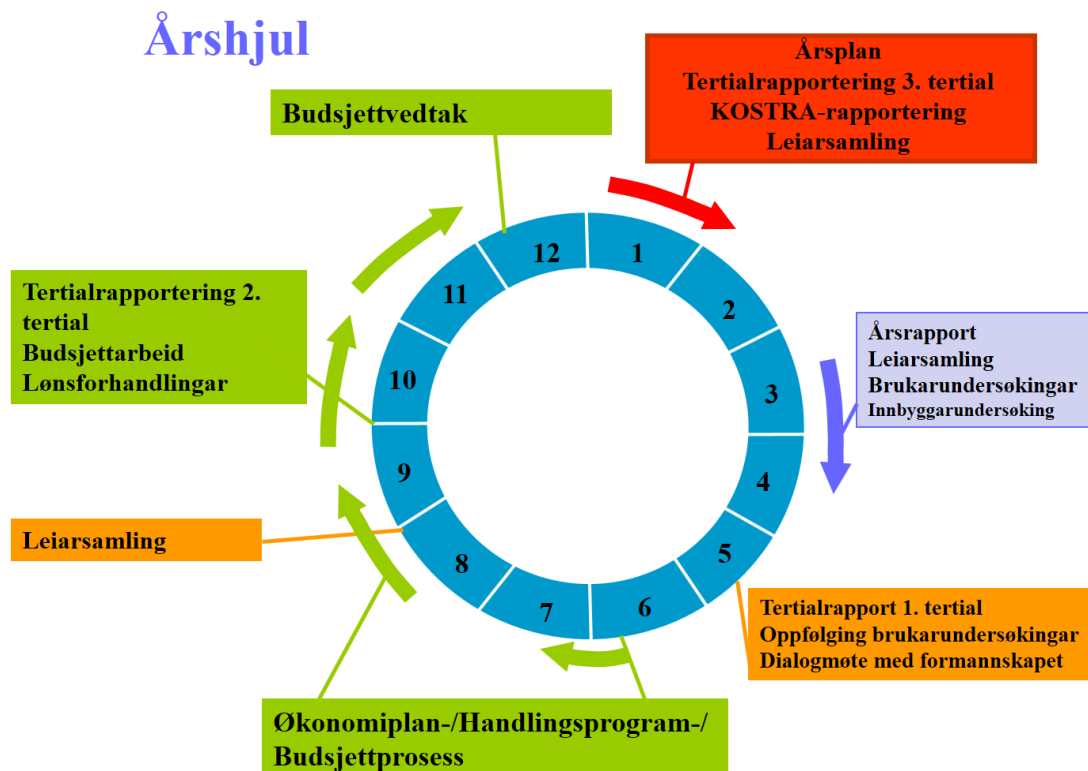 Årshjul
Årsplan
Tertialrapportering 3. tertial
KOSTRA-rapportering
Leiarsamling
Budsjettvedtak
12
1
11
2
Tertialrapportering 2.
tertial
Budsjettarbeid
Lønsforhandlingar
Årsrapport
Leiarsamling
Brukarundersøkingar
Innbyggarundersøking
10
3
9
4
Leiarsamling
8
5
7
6
Tertialrapport 1. tertial
Oppfølging brukarundersøkingar
Dialogmøte med formannskapet
Økonomiplan-/Handlingsprogram-/
Budsjettprosess